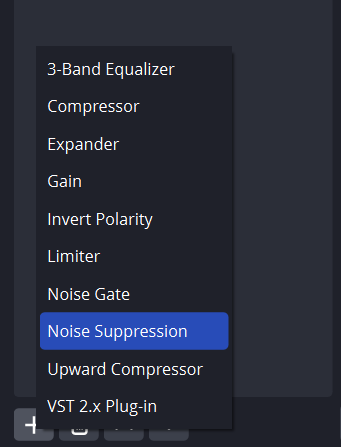 3-Band Equalizer
Compressor
Expander
Gain
Invert Polarity
Limiter
Noise Gate
Noise Suppression
Upward Compressor
VST 2.x Plug-in